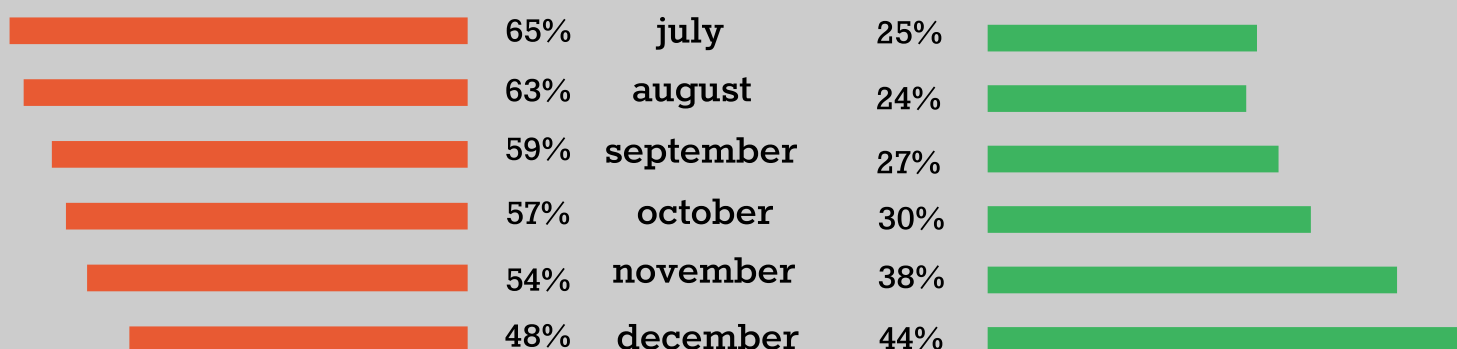 65% july 25%
63% august 24%
59% september 27%
57% october 30%
54% november 38%
48% december 44%